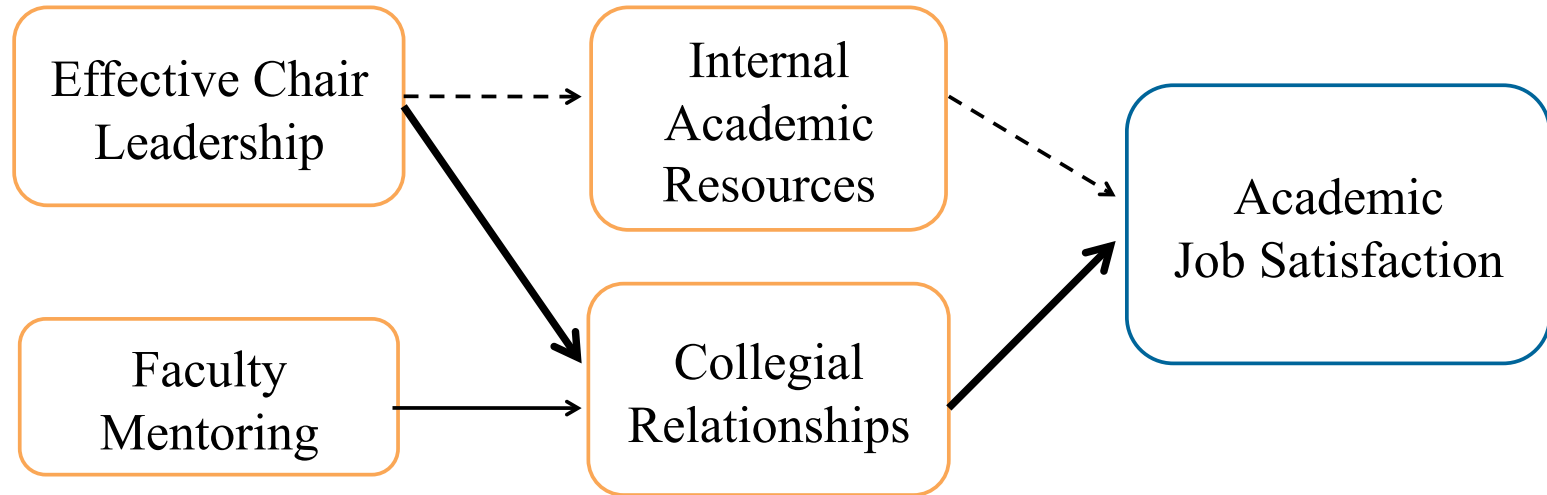 Effective Chair
Leadership
Internal
Academic
Resources
Academic
Job Satisfaction
Faculty
Mentoring
Collegial
Relationships